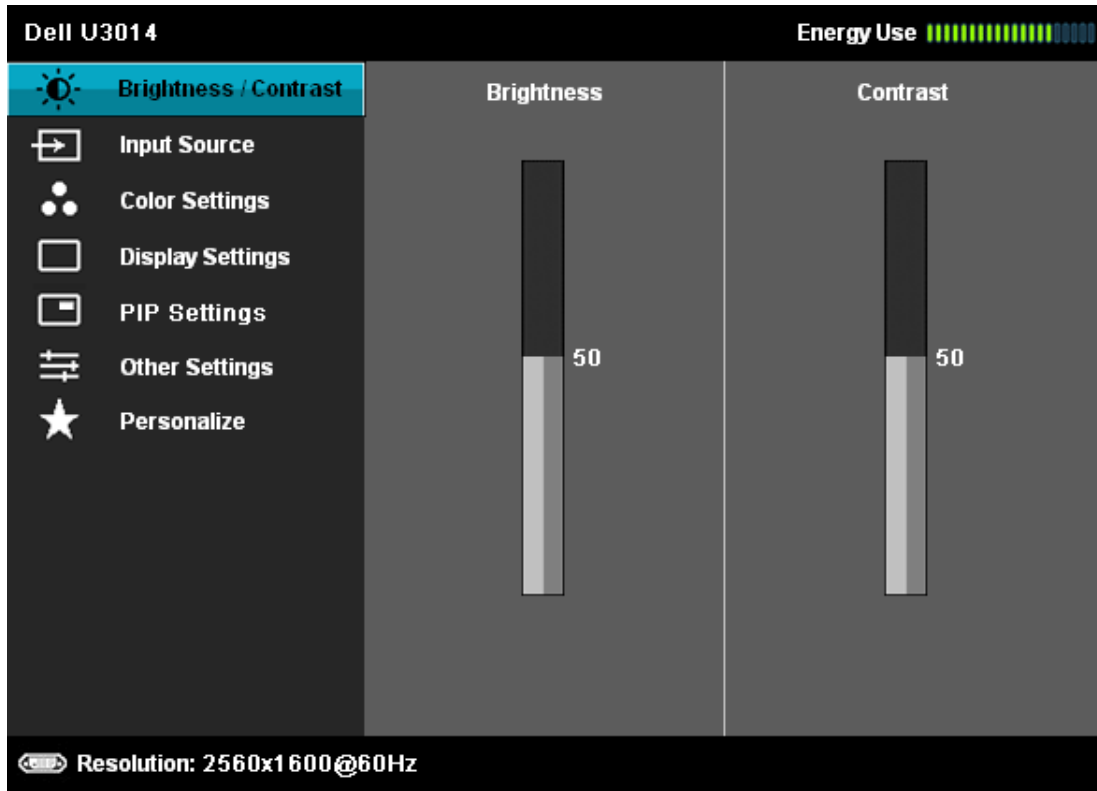 Dell U3014
Energy Use
Brightness / Contrast
Input Source
Color Settings
Display Settings
PIP Settings
Other Settings
Personalize
Brightness
50
Contrast
50
Resolution: 2560x1600@60Hz